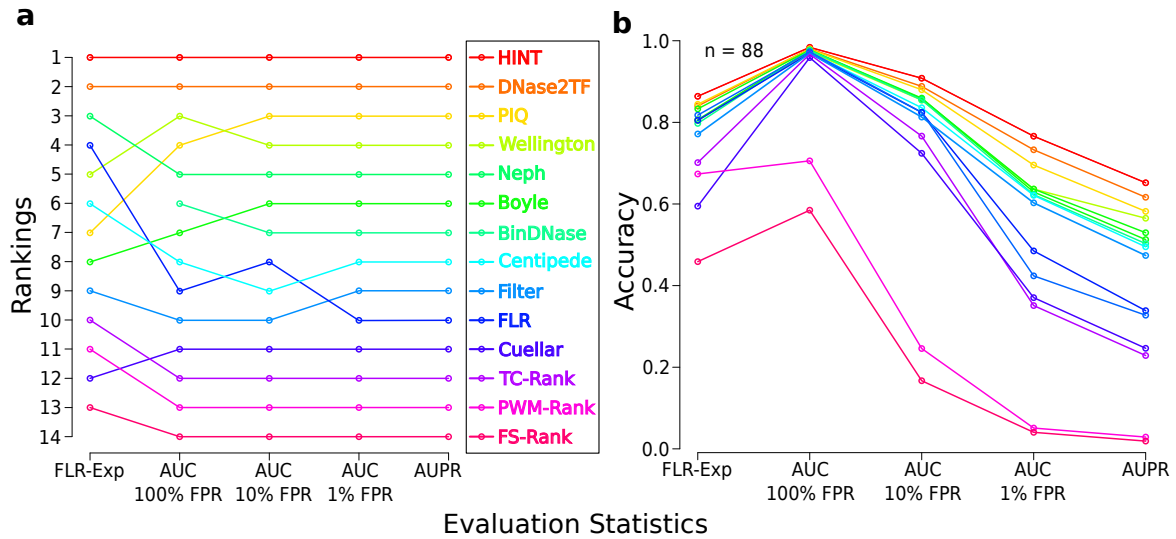 a
Rankings
1
2
3
4
5
6
7
8
9
10
11
12
13
14
FLR-Exp
AUC
100% FPR
AUC
10% FPR
AUC
1% FPR
AUPR
HINT
DNase2TF
PIQ
Wellington
Neph
Boyle
BinDNase
Centipede
Filter
FLR
Cuellar
TC-Rank
PWM-Rank
FS-Rank
b
n = 88
Accuracy
1.0
0.8
0.6
0.4
0.2
0.0
FLR-Exp
AUC
100% FPR
AUC
10% FPR
AUC
1% FPR
AUPR
Evaluation Statistics